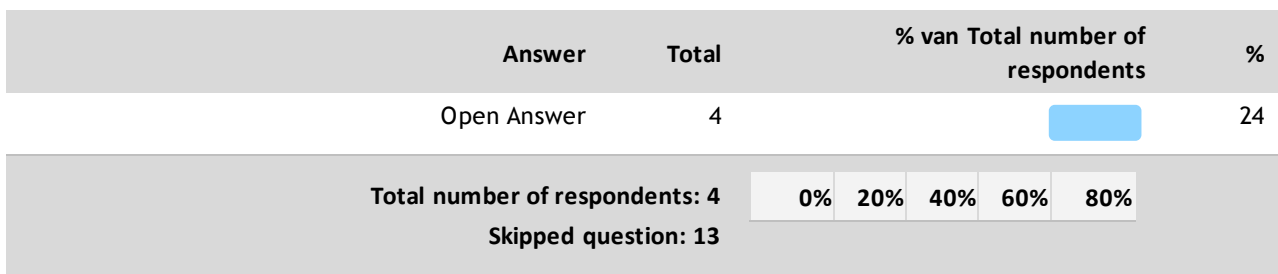 Answer Total % van Total number of respondents %
Open Answer 4 24
Total number of respondents: 4 0% 20% 40% 60% 80%
Skipped question: 13